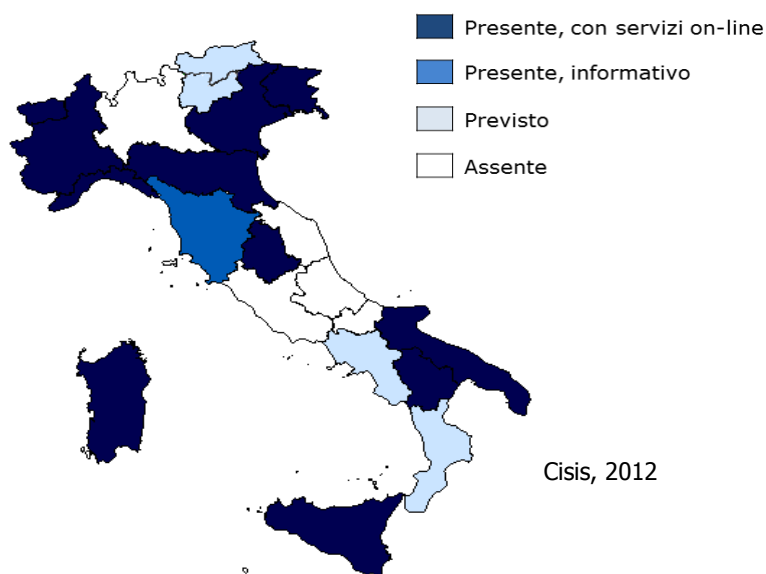 Presente, con servizi on-line
Presente, informativo
Previsto
Assente
Cisis, 2012